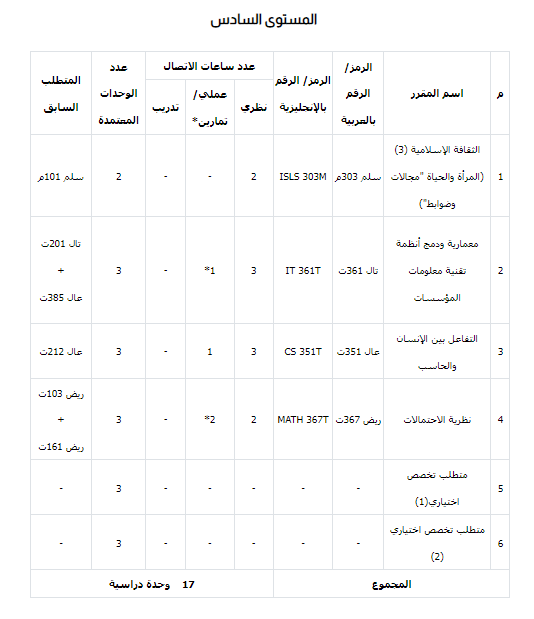 المستوى السادس
م | اسم المقرر | الرمز/ الرقم بالعربية | الرمز/ الرقم بالإنجليزية | عدد ساعات الاتصال | عدد الوحدات المعتمدة | المتطلب السابق
نظري | عملي/ تمارين* | تدريب
1 | الثقافة الإسلامية (3) (المرأة والحياة "مجالات وضوابط") | سلم 303م | ISLS 303M | 2 | - | - | 2 | سلم 101م
2 | معمارية ودمج أنظمة تقنية معلومات المؤسسات | تال 361ت | IT 361T | 3 | 1* | - | 3 | تال 201ت + عال 385ت
3 | التفاعل بين الإنسان والحاسب | عال 351ت | CS 351T | 3 | 1 | - | 3 | عال 212ت
4 | نظرية الاحتمالات | ريض 367ت | MATH 367T | 2 | 2* | - | 3 | ريض 103ت + ريض 161ت
5 | متطلب تخصص اختياري(1) | - | - | - | - | - | 3 | -
6 | متطلب تخصص اختياري (2) | - | - | - | - | - | 3 | -
المجموع | 17 وحدة دراسية